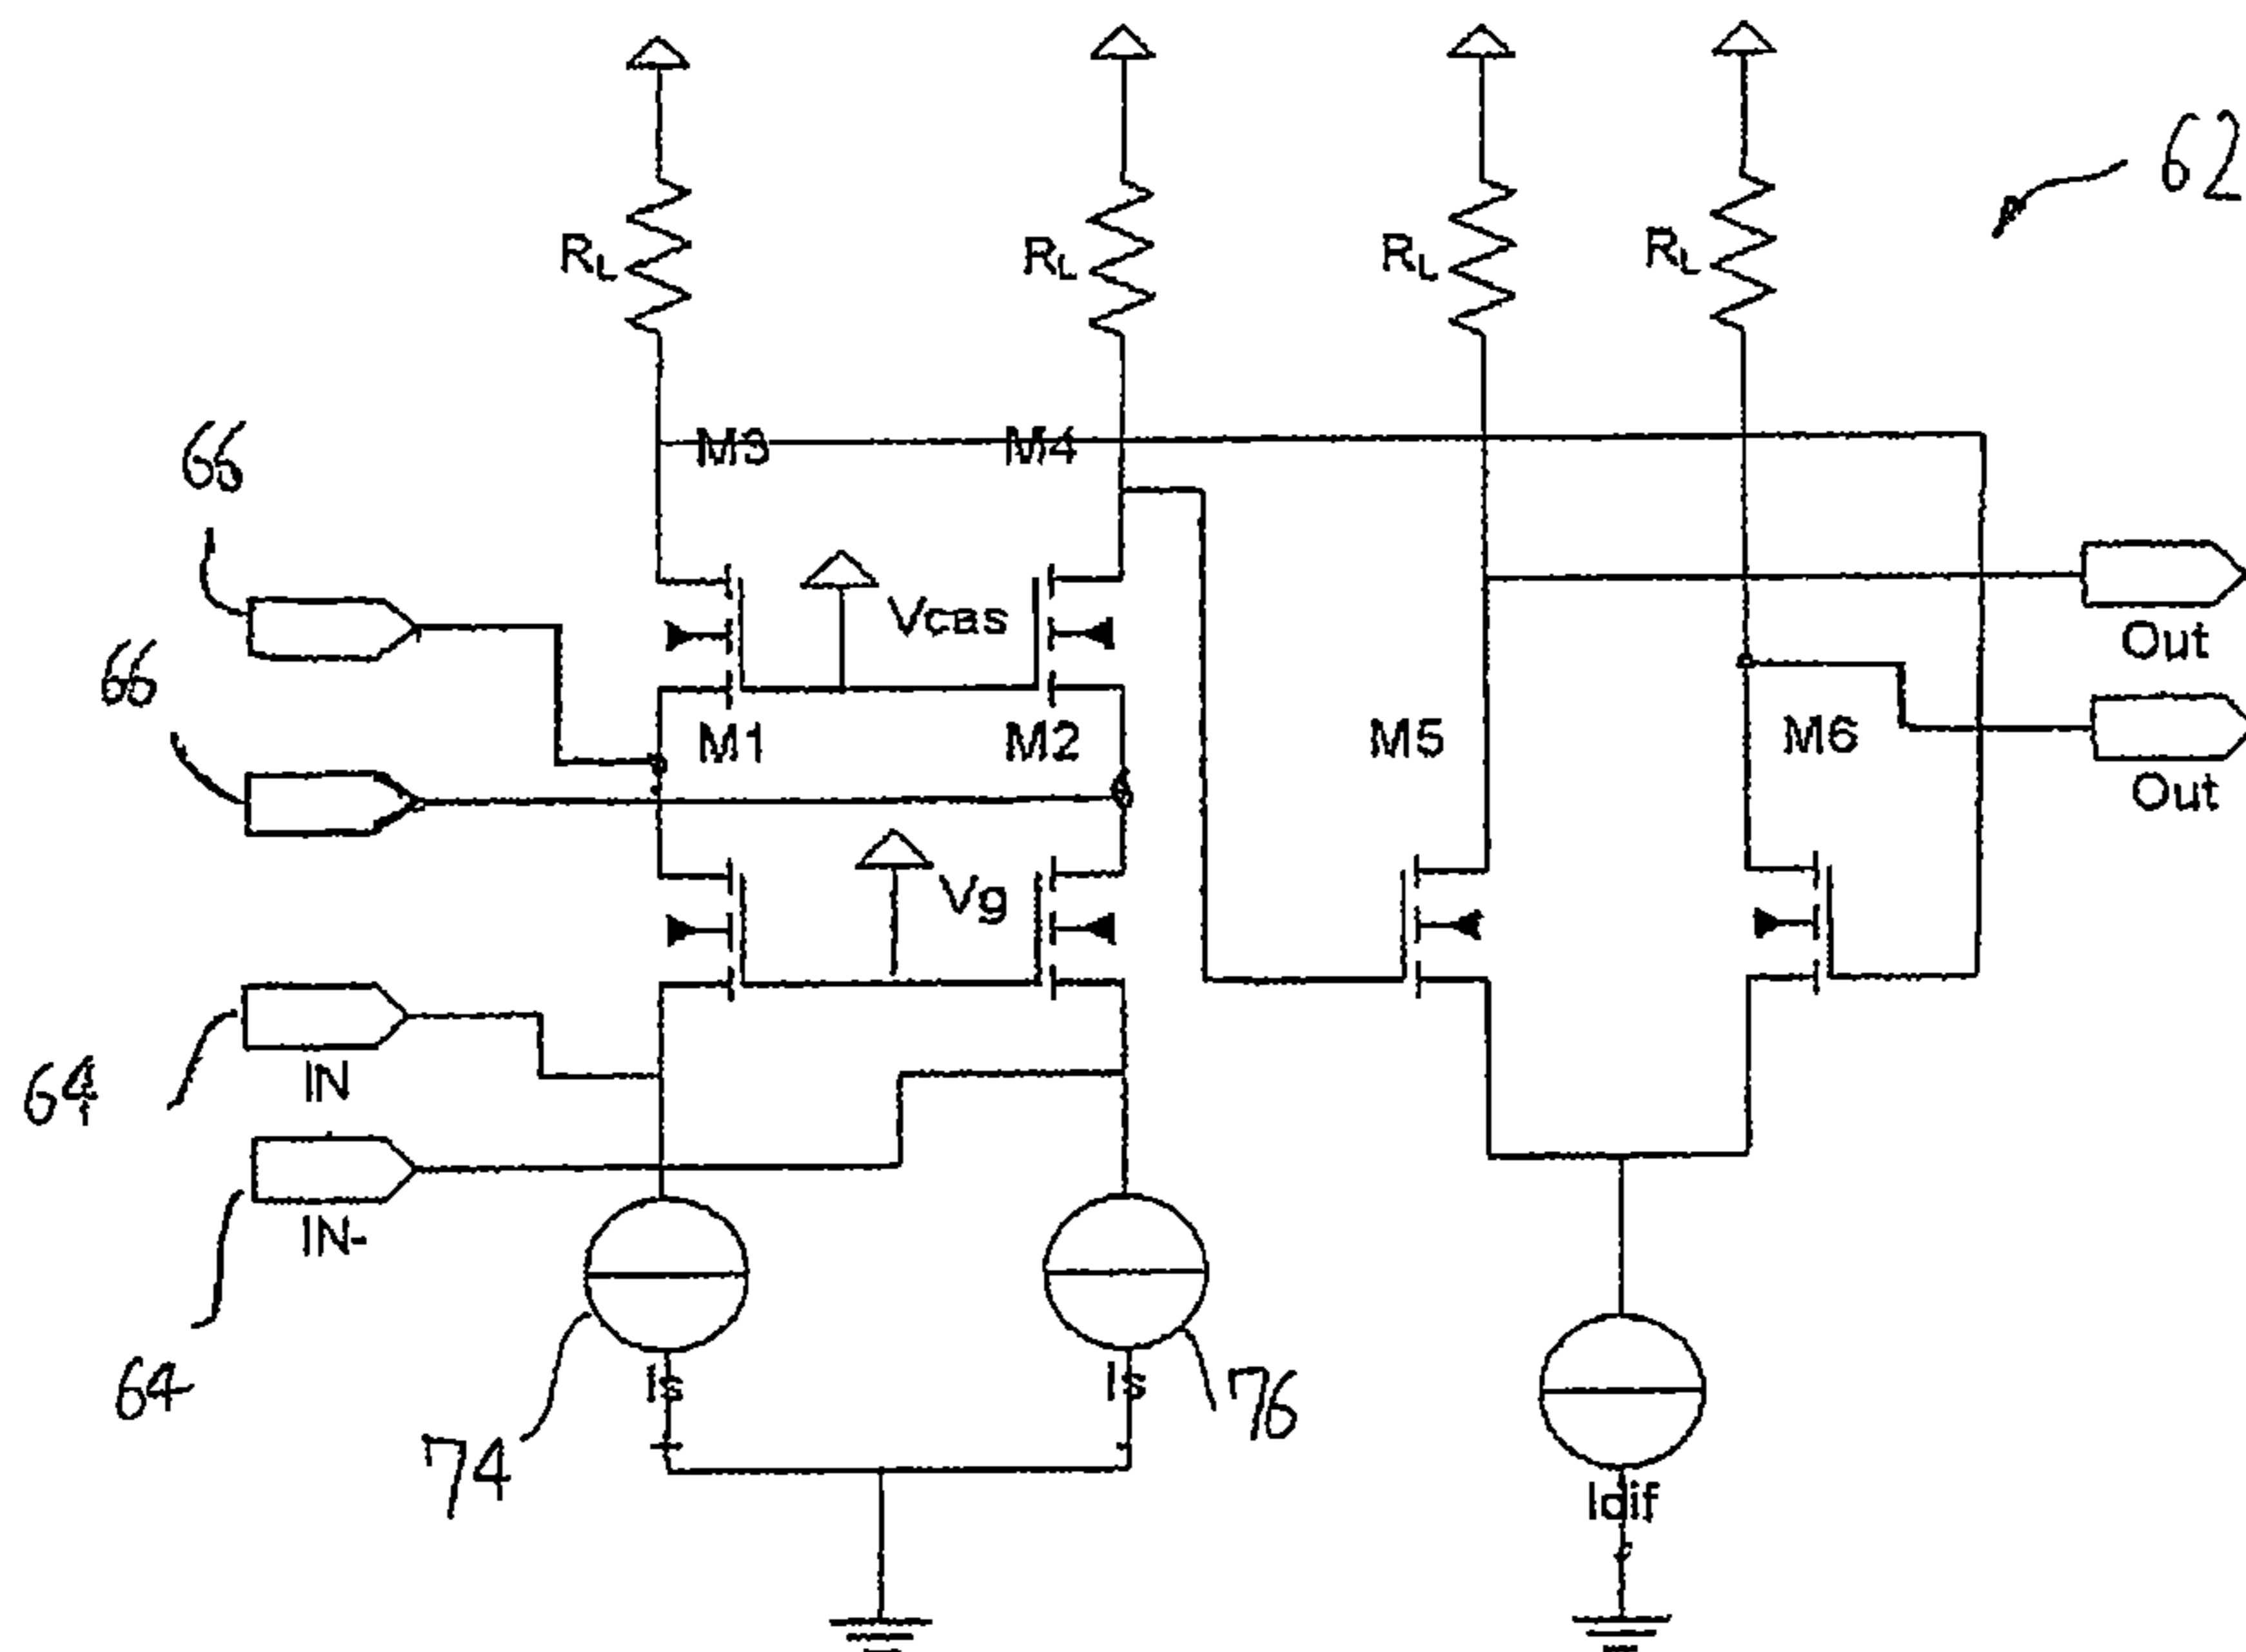 62
RL
RL
RL
RL
M3
M4
66
Vcas
Out
66
M1
M2
M5
M6
Out
Vg
IN
64
IN-
64
Is
Is
76
74
Idif